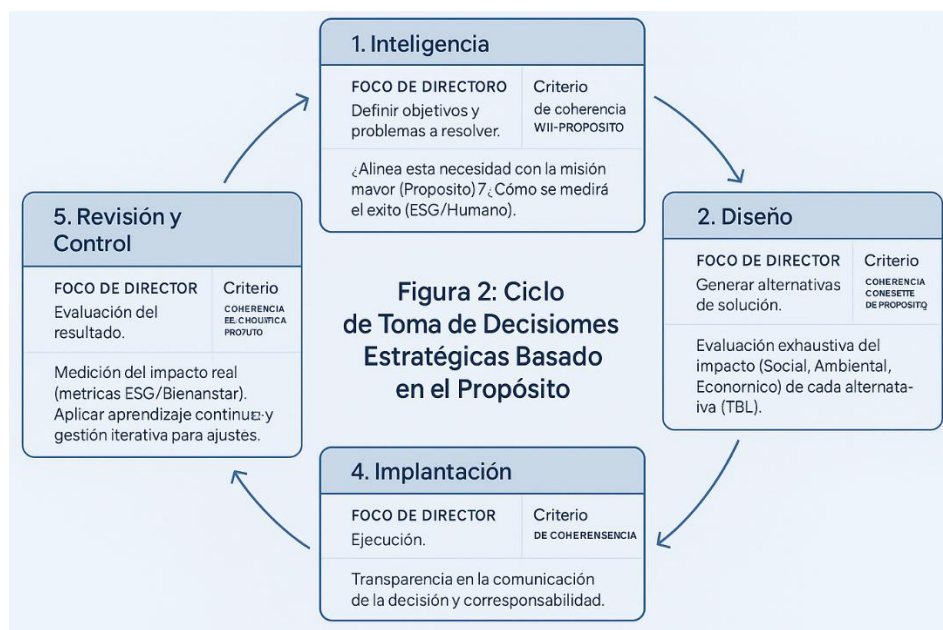 1. Inteligencia
FOCO DE DIRECTORO
Definir objetivos y
problemas a resolver.
Criterio
de coherencia
WII-PROPOSITO
¿Alinea esta necesidad con la misión
mavor (Proposito) 7¿Cómo se medirá
el exito (ESG/Humano).
2. Diseño
FOCO DE DIRECTOR
Generar alternativas
de solución.
Criterio
COHERENCIA
CONESETTE
DE PROPOSITO
Evaluación exhaustiva del
impacto (Social, Ambiental,
Econornico) de cada alternata-
iva (TBL).
Figura 2: Ciclo
de Toma de Decisiomes
Estratégicas Basado
en el Propósito
4. Implantación
FOCO DE DIRECTOR
Ejecución.
Criterio
DE COHERENSENCIA
Transparencia en la comunicación
de la decisión y corresponsabilidad.
5. Revisión y
Control
FOCO DE DIRECTOR
Evaluación del
resultado.
Criterio
COHERENCIA
Medición del impacto real
(metricas ESG/Bienanstar).
Aplicar aprendizaje continue y
gestión iterativa para ajustes.